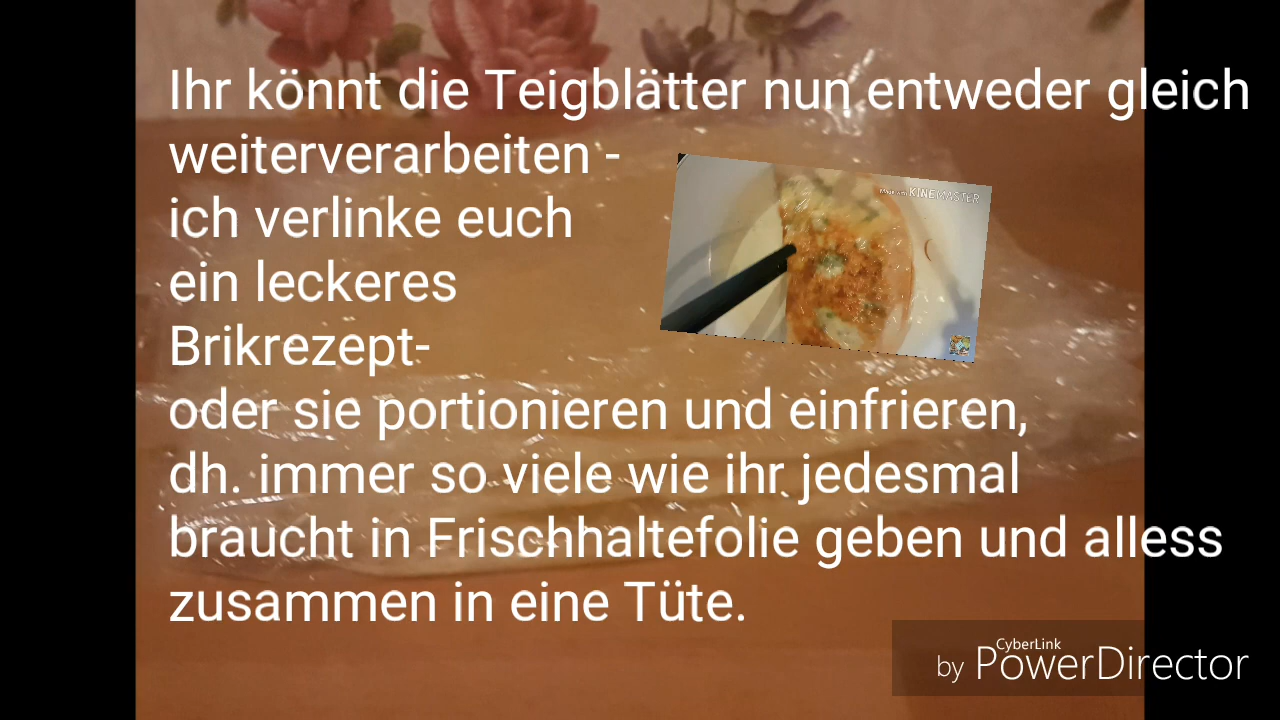 Ihr könnt die Teigblätter nun entweder gleich
weiterverarbeiten -
ich verlinke euch
ein leckeres
Brikrezept-
oder sie portionieren und einfrieren,
dh. immer so viele wie ihr jedesmal
braucht in Frischhaltefolie geben und alless
zusammen in eine Tüte.
Made with KINEMASTER
CyberLink
by PowerDirector